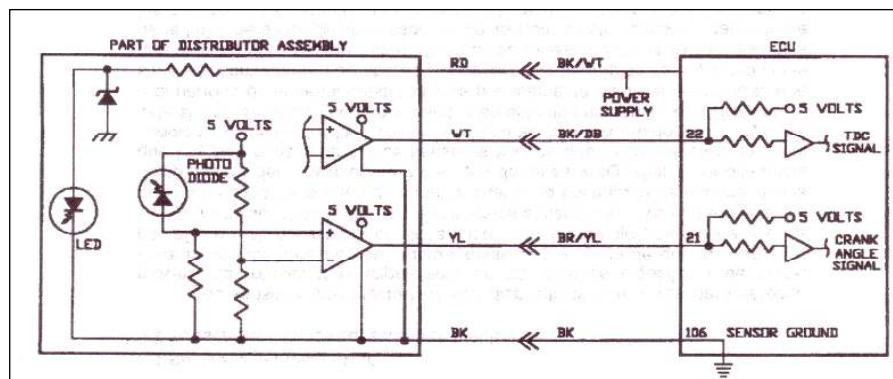 PART OF DISTRIBUTOR ASSEMBLY
ECU
RD
BK/WT
POWER
SUPPLY
5 VOLTS
5 VOLTS
WT
BK/DB
22
5 VOLTS
TDC
SIGNAL
PHOTO
DIODE
5 VOLTS
LED
YL
BR/YL
21
5 VOLTS
CRANK
ANGLE
SIGNAL
BK
BK
106
SENSOR GROUND